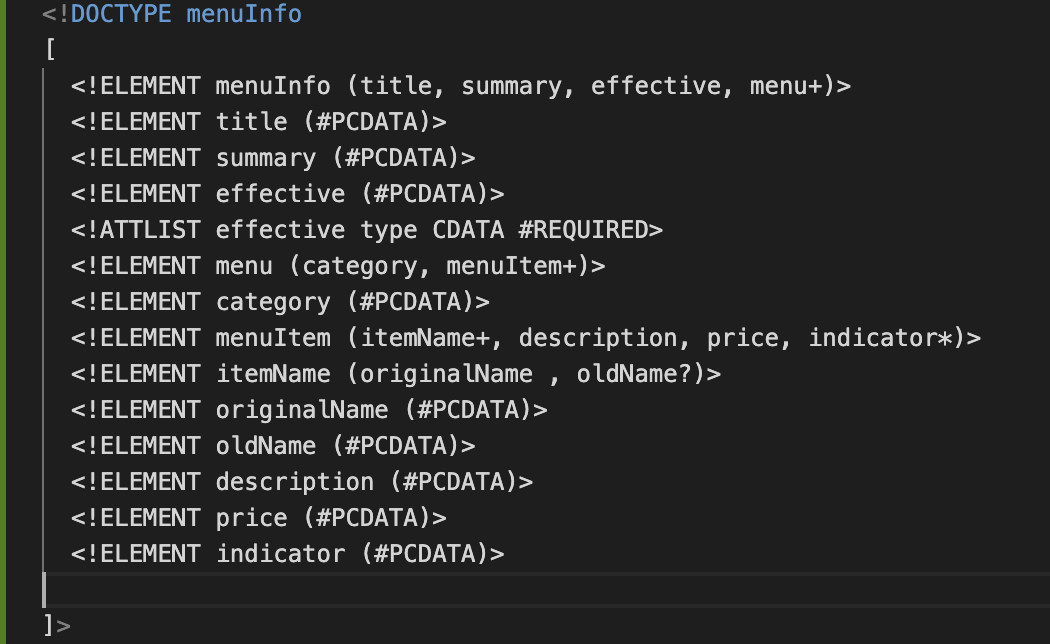 <!DOCTYPE menuInfo
[
<!ELEMENT menuInfo (title, summary, effective, menu+)>
<!ELEMENT title (#PCDATA)>
<!ELEMENT summary (#PCDATA)>
<!ELEMENT effective (#PCDATA)>
<!ATTLIST effective type CDATA #REQUIRED>
<!ELEMENT menu (category, menuItem+)>
<!ELEMENT category (#PCDATA)>
<!ELEMENT menuItem (itemName+, description, price, indicator*)>
<!ELEMENT itemName (originalName , oldName?)>
<!ELEMENT originalName (#PCDATA)>
<!ELEMENT oldName (#PCDATA)>
<!ELEMENT description (#PCDATA)>
<!ELEMENT price (#PCDATA)>
<!ELEMENT indicator (#PCDATA)>
]>